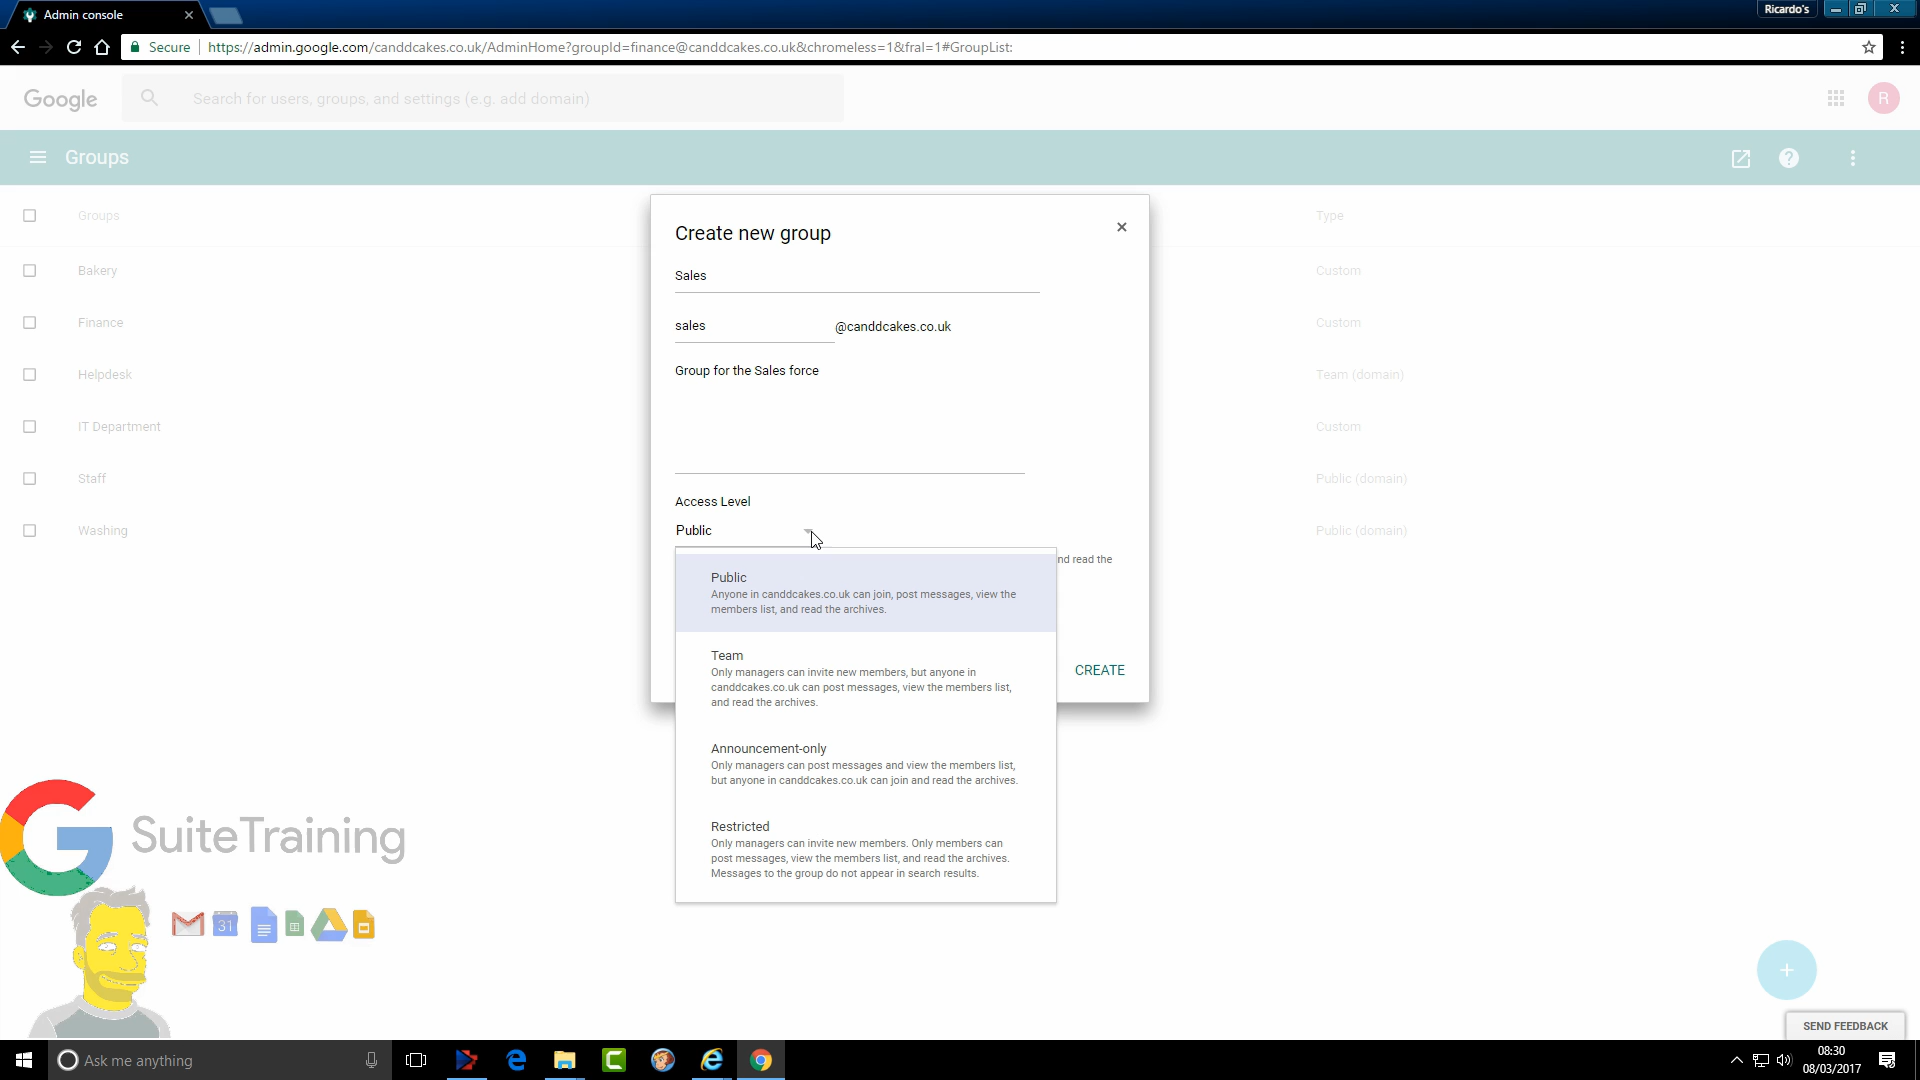 Admin console
Ricardo's
Secure
https://admin.google.com/canddcakes.co.uk/AdminHome?groupId=finance@canddcakes.co.uk&chromeless=1&fral=1#GroupList:
Google
Search for users, groups, and settings (e.g. add domain)
R
Groups
Groups
Type
Bakery
Custom
Finance
Custom
Helpdesk
Team (domain)
IT Department
Custom
Staff
Public (domain)
Washing
Public (domain)
Create new group
Sales
sales
@canddcakes.co.uk
Group for the Sales force
Access Level
Public
nd read the
Public
Anyone in canddcakes.co.uk can join, post messages, view the
members list, and read the archives.
Team
Only managers can invite new members, but anyone in
canddcakes.co.uk can post messages, view the members list,
and read the archives.
CREATE
Announcement-only
Only managers can post messages and view the members list,
but anyone in canddcakes.co.uk can join and read the archives.
Restricted
Only managers can invite new members. Only members can
post messages, view the members list, and read the archives.
Messages to the group do not appear in search results.
G SuiteTraining
31
SEND FEEDBACK
Ask me anything
08:30
08/03/2017